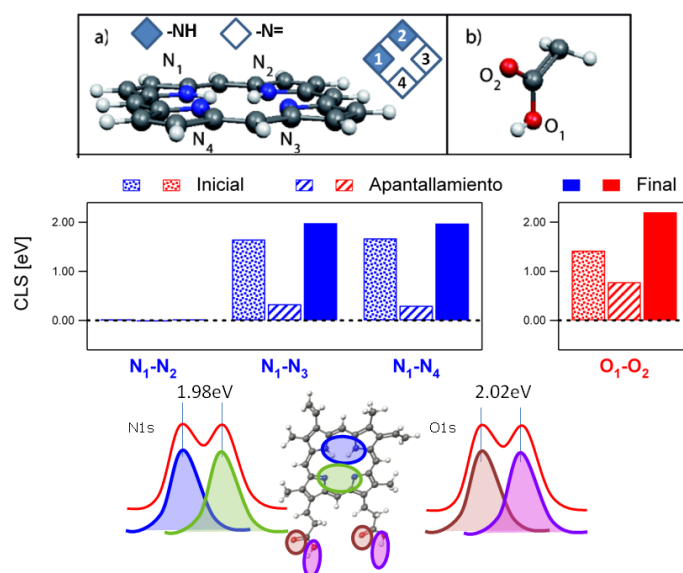 a) -NH -N=
N1 N2
N4 N3
1 2 3 4
b)
O2
O1
Inicial Apantallamiento Final
CLS [eV]
2.00
1.00
0.00
N1-N2 N1-N3 N1-N4
2.00
1.00
0.00
O1-O2
1.98eV
N1s
2.02eV
O1s